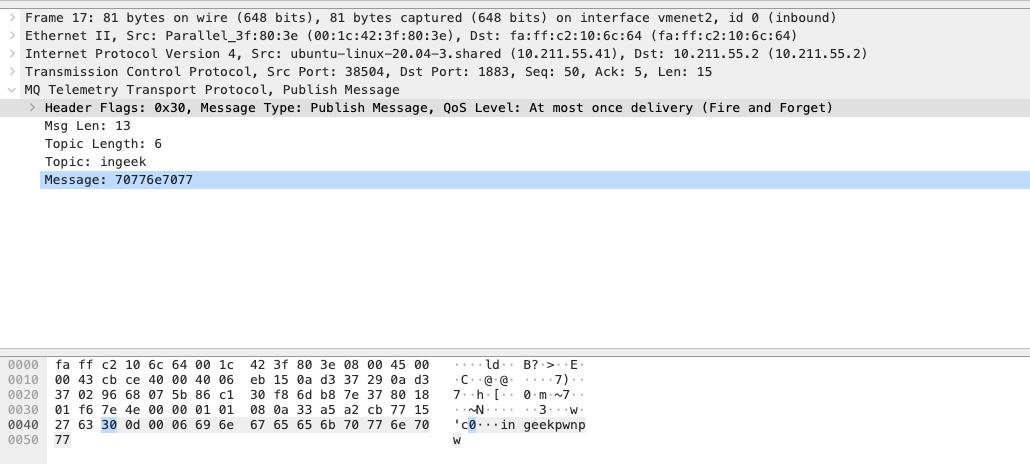 Frame 17: 81 bytes on wire (648 bits), 81 bytes captured (648 bits) on interface vmenet2, id 0 (inbound)
Ethernet II, Src: Parallel_3f:80:3e (00:1c:42:3f:80:3e), Dst: fa:ff:c2:10:6c:64 (fa:ff:c2:10:6c:64)
Internet Protocol Version 4, Src: ubuntu-linux-20.04-3.shared (10.211.55.41), Dst: 10.211.55.2 (10.211.55.2)
Transmission Control Protocol, Src Port: 38504, Dst Port: 1883, Seq: 50, Ack: 5, Len: 15
MQ Telemetry Transport Protocol, Publish Message
Header Flags: 0x30, Message Type: Publish Message, QoS Level: At most once delivery (Fire and Forget)
Msg Len: 13
Topic Length: 6
Topic: ingeek
Message: 70776e7077
0000 fa ff c2 10 6c 64 00 1c 42 3f 80 3e 08 00 45 00 ····ld·· B?·>··E·
0010 00 43 cb ce 40 00 40 06 eb 15 0a d3 37 29 0a d3 ·C··@·@· ····7)··
0020 37 02 96 68 07 5b 86 c1 30 f8 6d b8 7e 37 80 18 7··h·[·· 0·m·~7··
0030 01 f6 7e 4e 00 00 01 01 08 0a 33 a5 a2 cb 77 15 ··~N···· ··3···w·
0040 27 63 30 0d 00 06 69 6e 67 65 65 6b 70 77 6e 70 'c0···in geekpwnp
0050 77 w